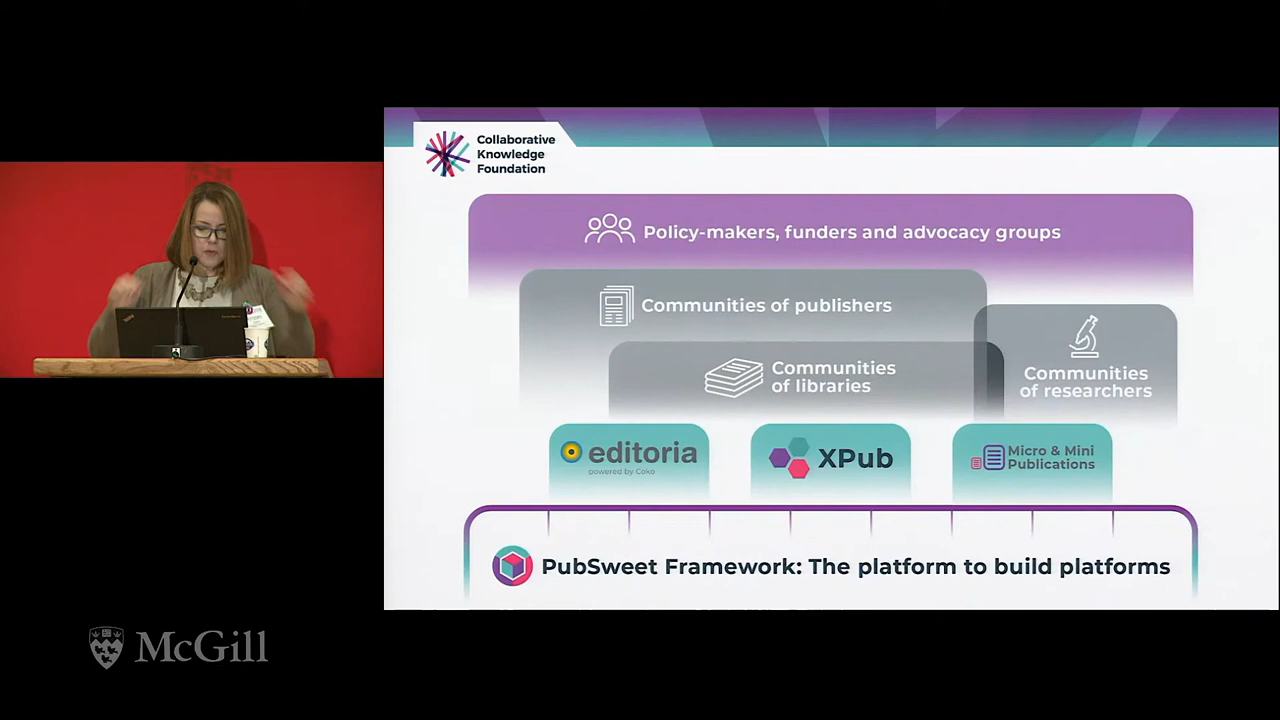 Collaborative
Knowledge
Foundation
Policy-makers, funders and advocacy groups
Communities of publishers
Communities
of libraries
Communities
of researchers
editoria
powered by Coko
XPub
Micro & Mini
Publications
PubSweet Framework: The platform to build platforms
McGill